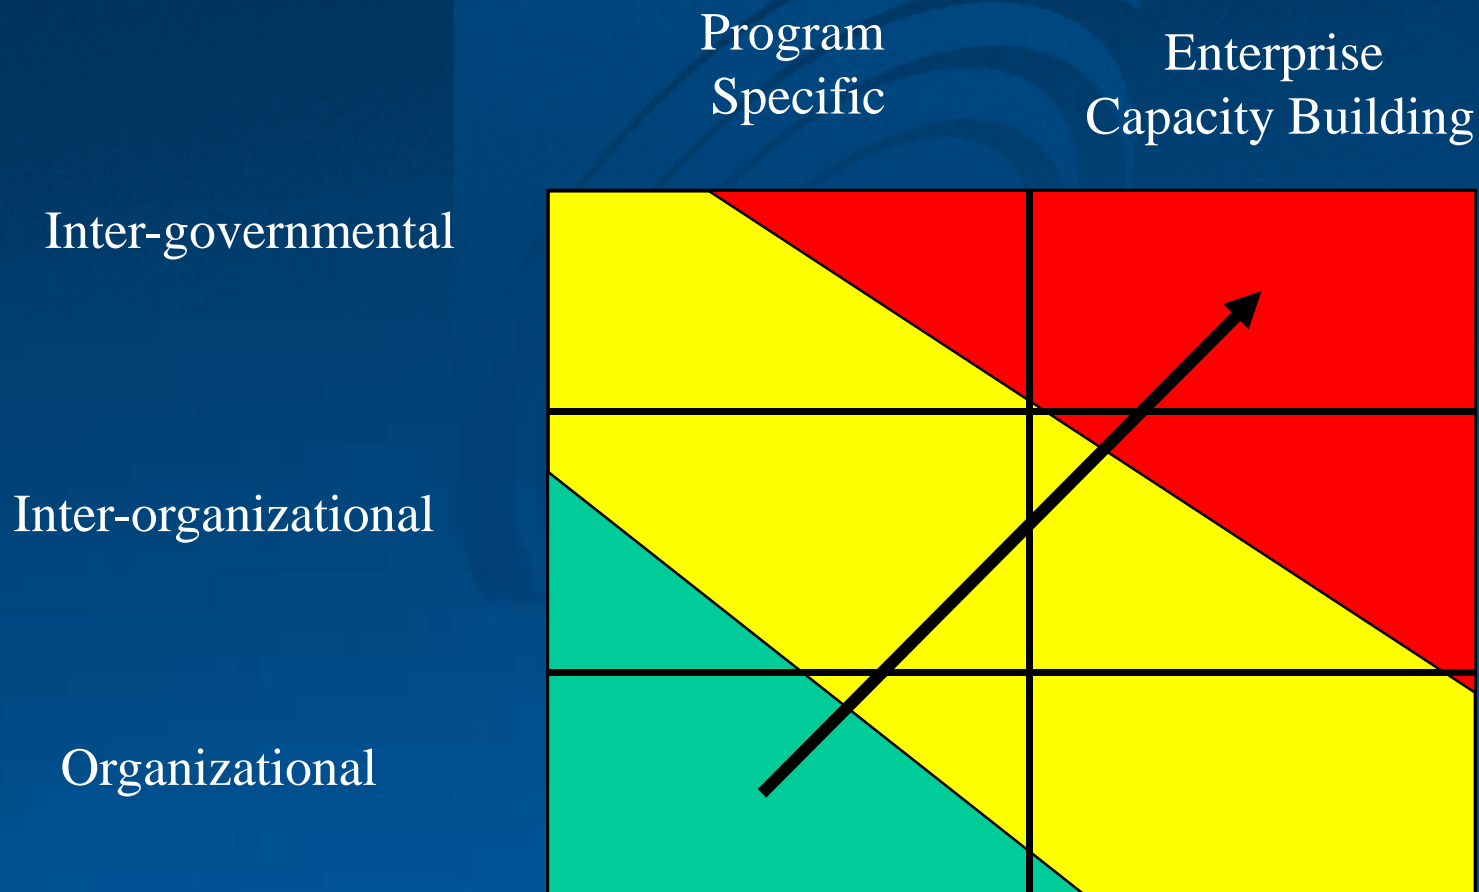 Program
Specific
Enterprise
Capacity Building
Inter-governmental
Inter-organizational
Organizational